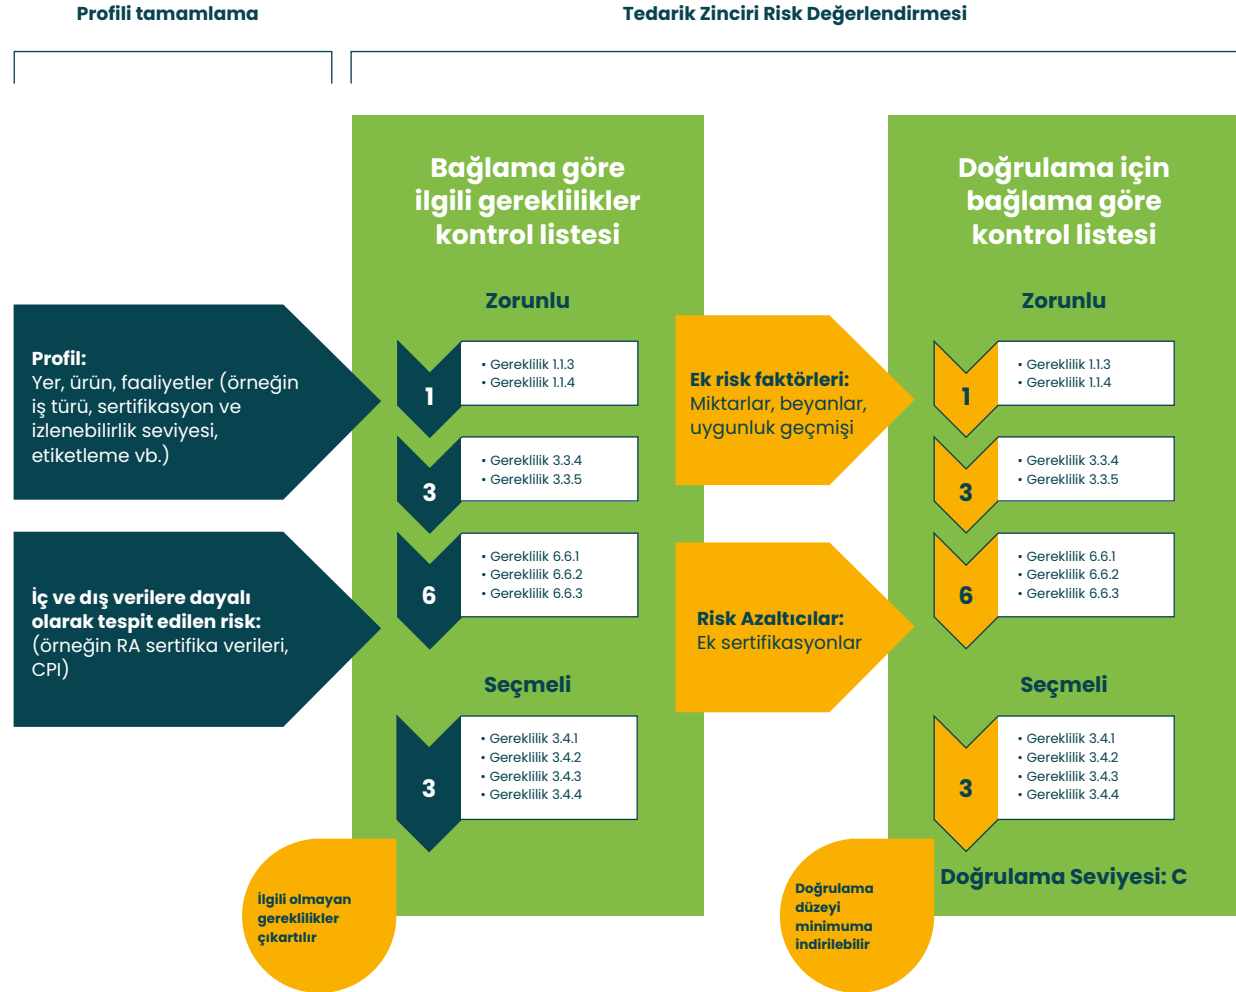 Profili tamamlama
Tedarik Zinciri Risk Değerlendirmesi
Profil:
Yer, ürün, faaliyetler (örneğin
iş türü, sertifikasyon ve
izlenebilirlik seviyesi,
etiketleme vb.)
İç ve dış verilere dayalı
olarak tespit edilen risk:
(örneğin RA sertifika verileri,
CPI)
Bağlama göre
ilgili gereklilikler
kontrol listesi
Zorunlu
1
• Gereklilik 1.1.3
• Gereklilik 1.1.4
3
• Gereklilik 3.3.4
• Gereklilik 3.3.5
6
• Gereklilik 6.6.1
• Gereklilik 6.6.2
• Gereklilik 6.6.3
Seçmeli
3
• Gereklilik 3.4.1
• Gereklilik 3.4.2
• Gereklilik 3.4.3
• Gereklilik 3.4.4
İlgili olmayan
gereklilikler
çıkartılır
Ek risk faktörleri:
Miktarlar, beyanlar,
uygunluk geçmişi
Risk Azaltıcılar:
Ek sertifikasyonlar
Doğrulama için
bağlama göre
kontrol listesi
Zorunlu
1
• Gereklilik 1.1.3
• Gereklilik 1.1.4
3
• Gereklilik 3.3.4
• Gereklilik 3.3.5
6
• Gereklilik 6.6.1
• Gereklilik 6.6.2
• Gereklilik 6.6.3
Seçmeli
3
• Gereklilik 3.4.1
• Gereklilik 3.4.2
• Gereklilik 3.4.3
• Gereklilik 3.4.4
Doğrulama Seviyesi: C
Doğrulama
düzeyi
minimuma
indirilebilir